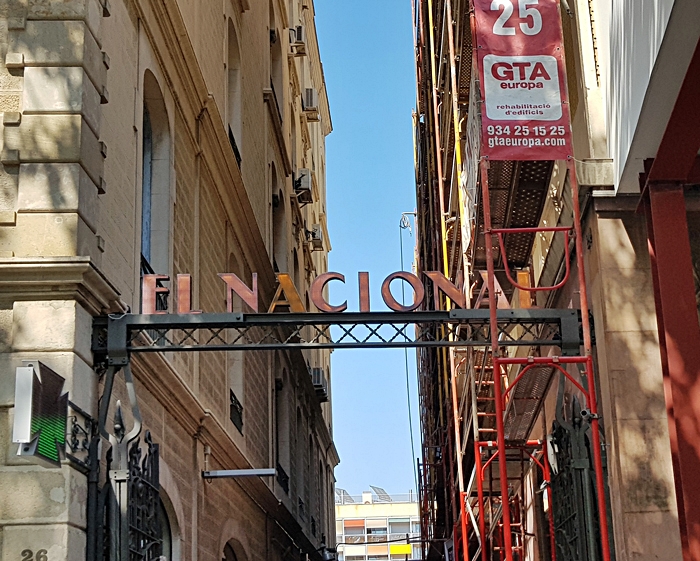 25
GTA
europa
rehabilitació
d'edificis
934 25 15 25
gtaeuropa.com
EL NACIONAL
26